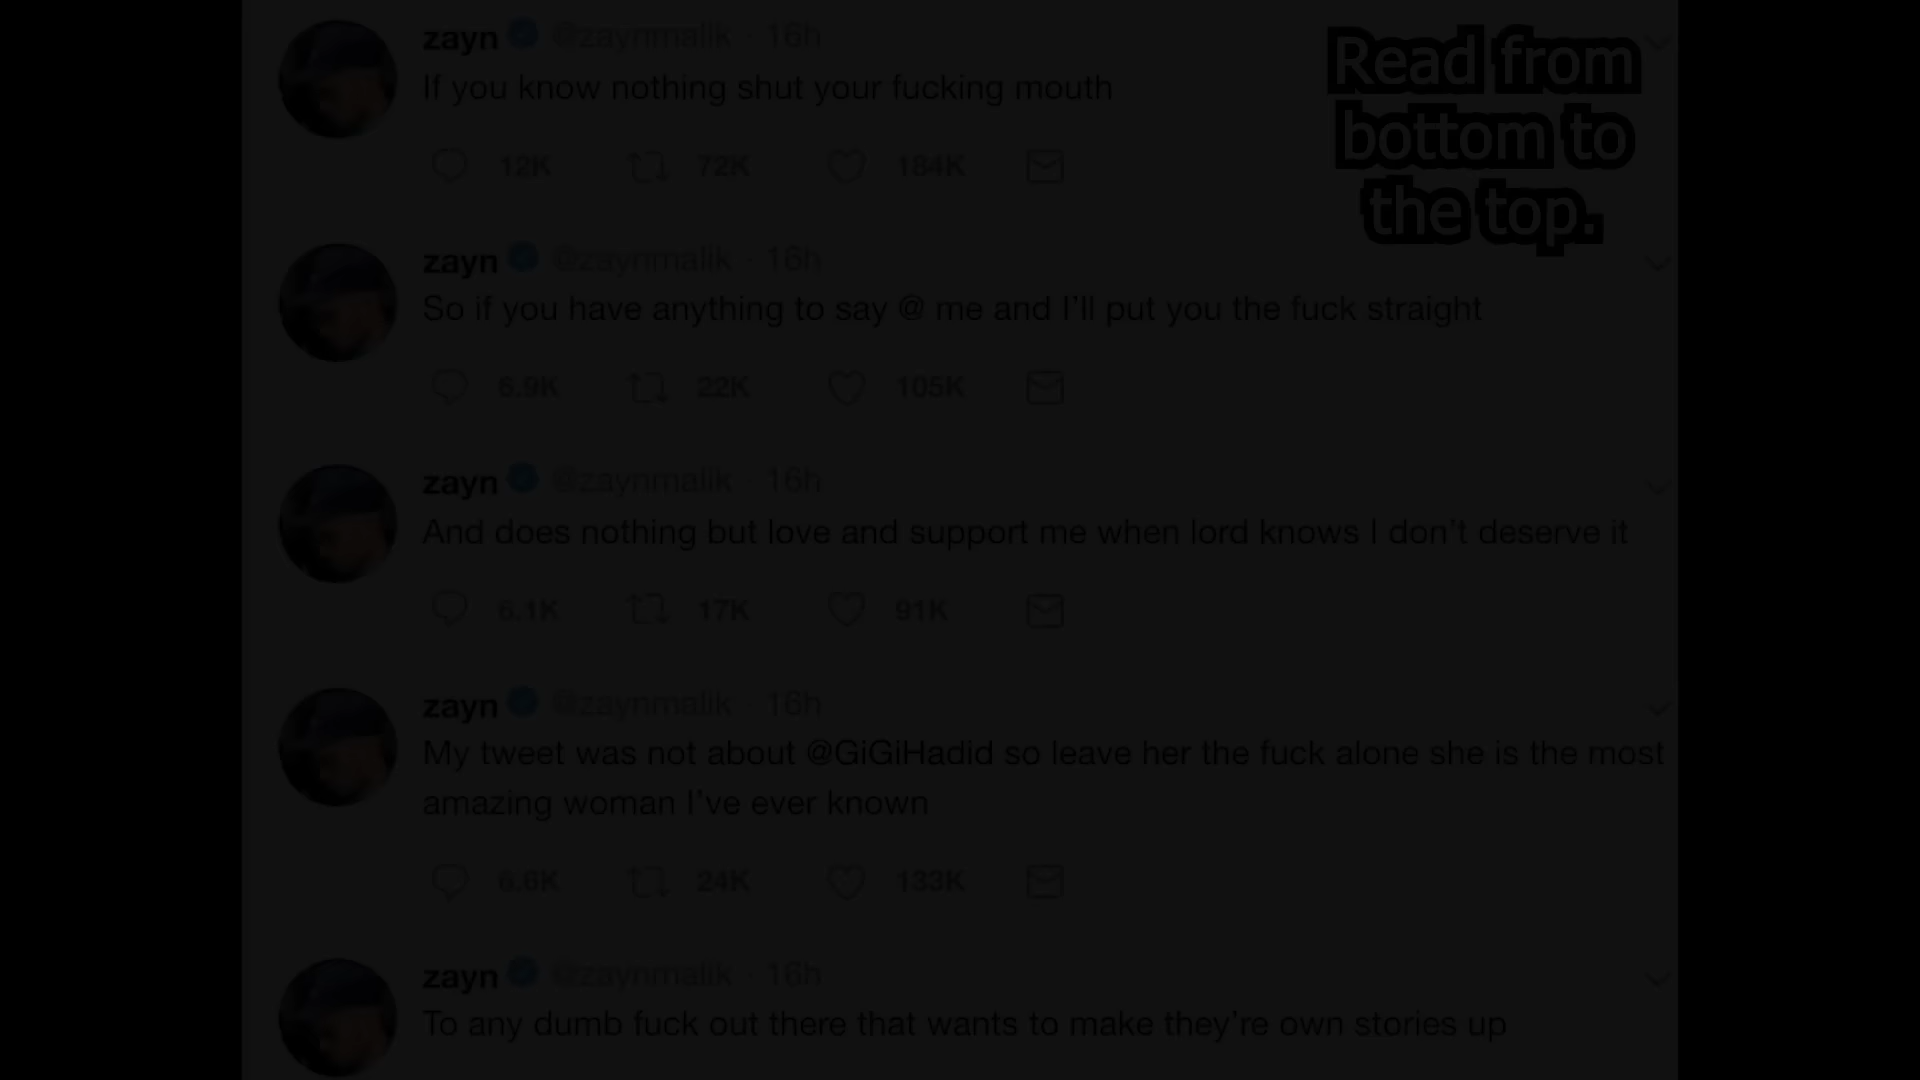 zayn @zaynmalik · 16h
If you know nothing shut your fucking mouth
12K 72K 184K
Read from
bottom to
the top.
zayn @zaynmalik · 16h
So if you have anything to say @ me and I’ll put you the fuck straight
6.9K 22K 105K
zayn @zaynmalik · 16h
And does nothing but love and support me when lord knows I don’t deserve it
6.1K 17K 91K
zayn @zaynmalik · 16h
My tweet was not about @GiGiHadid so leave her the fuck alone she is the most
amazing woman I’ve ever known
6.6K 24K 133K
zayn @zaynmalik · 16h
To any dumb fuck out there that wants to make they’re own stories up